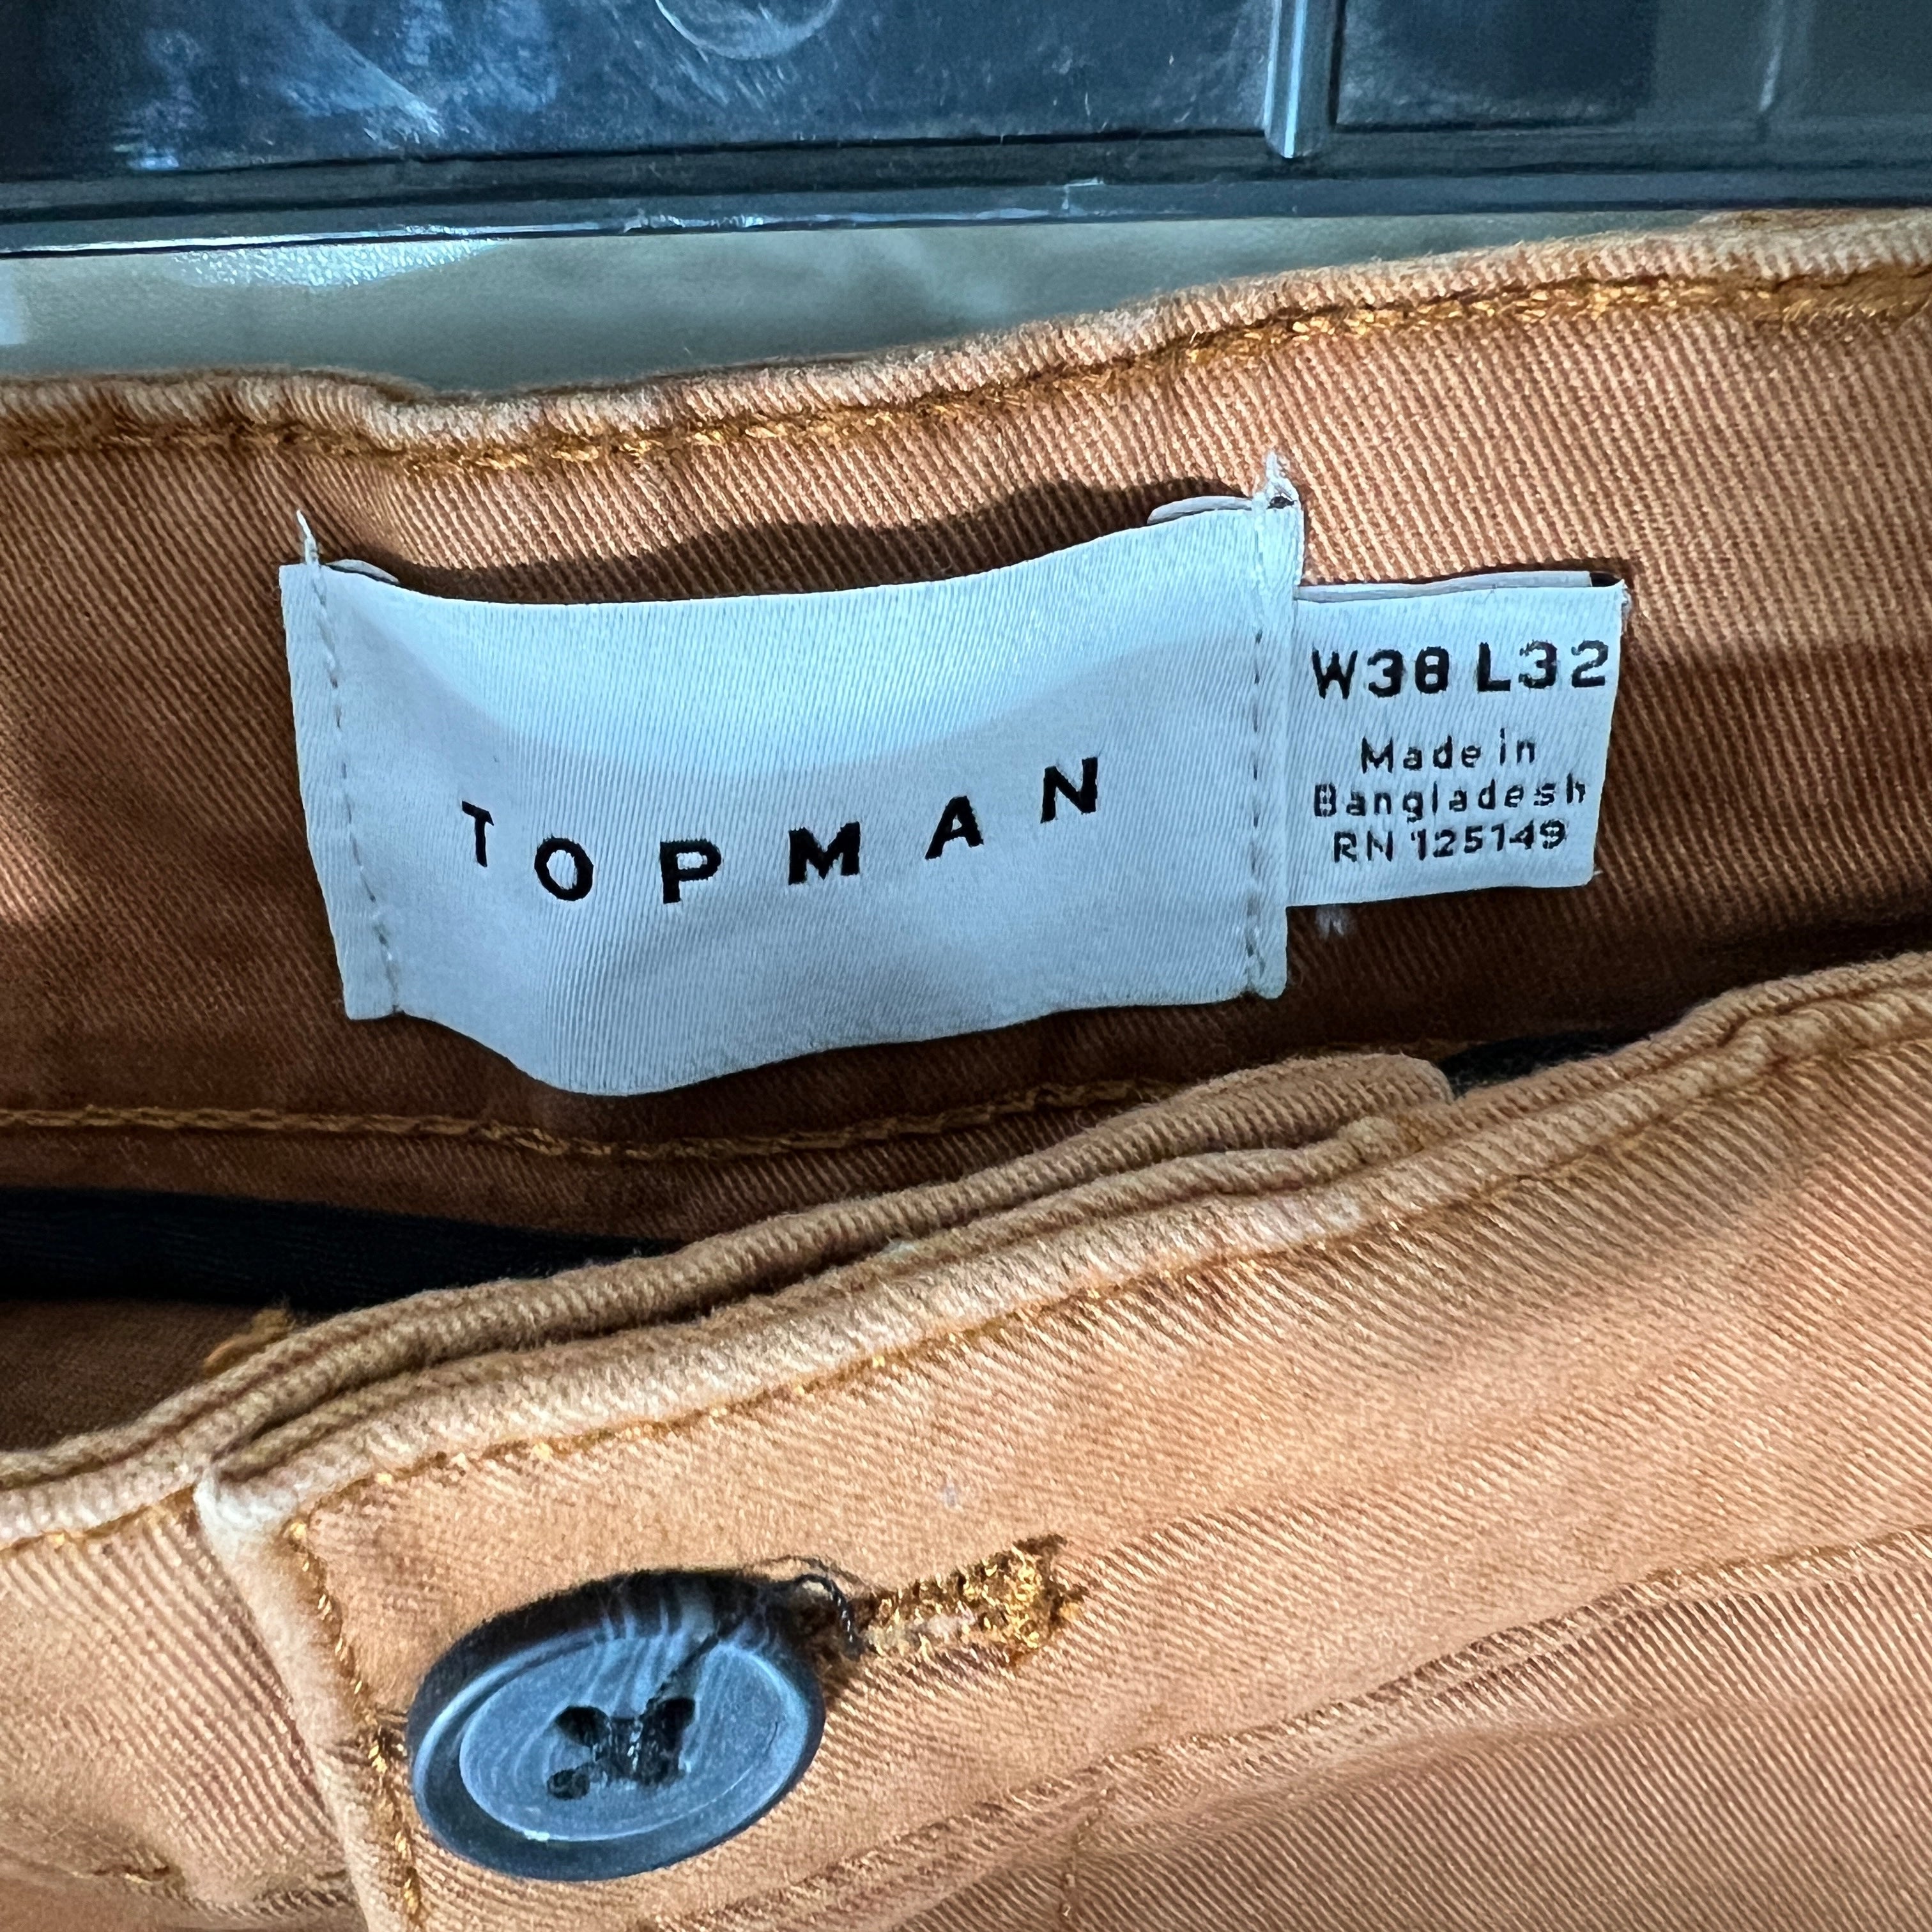 TOPMAN
W38 L32
Made in
Bangladesh
RN 125149